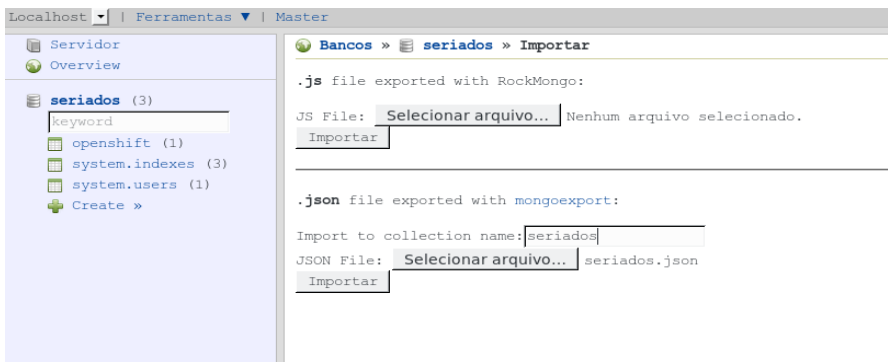 Localhost | Ferramentas ▼ | Master
Servidor
Overview
seriados (3)
keyword
openshift (1)
system.indexes (3)
system.users (1)
Create »
Bancos » seriados » Importar
.js file exported with RockMongo:
JS File: Selecionar arquivo... Nenhum arquivo selecionado.
Importar
.json file exported with mongoexport:
Import to collection name: seriados
JSON File: Selecionar arquivo... seriados.json
Importar